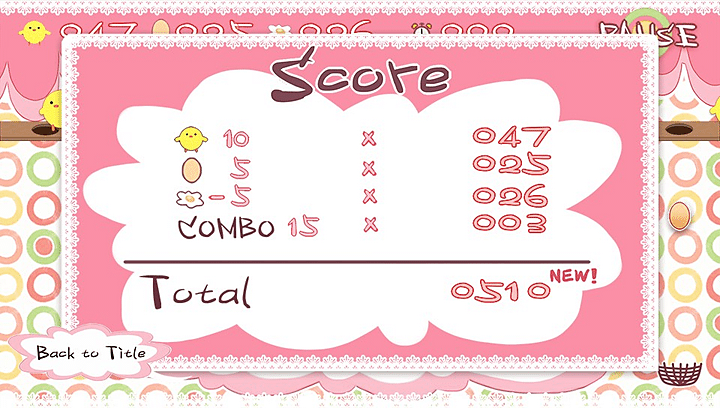 PAUSE
Score
10 x 047
5 x 025
-5 x 026
COMBO 15 x 003
NEW!
Total 0510
Back to Title